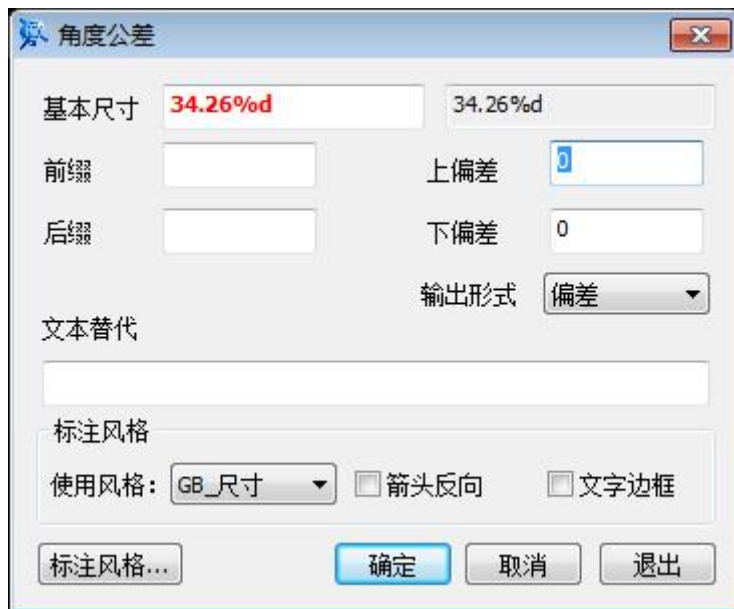 角度公差
基本尺寸 34.26%d 34.26%d
前缀 上偏差 0
后缀 下偏差 0
输出形式 偏差
文本替代
标注风格
使用风格： GB_尺寸 箭头反向 文字边框
标注风格... 确定 取消 退出